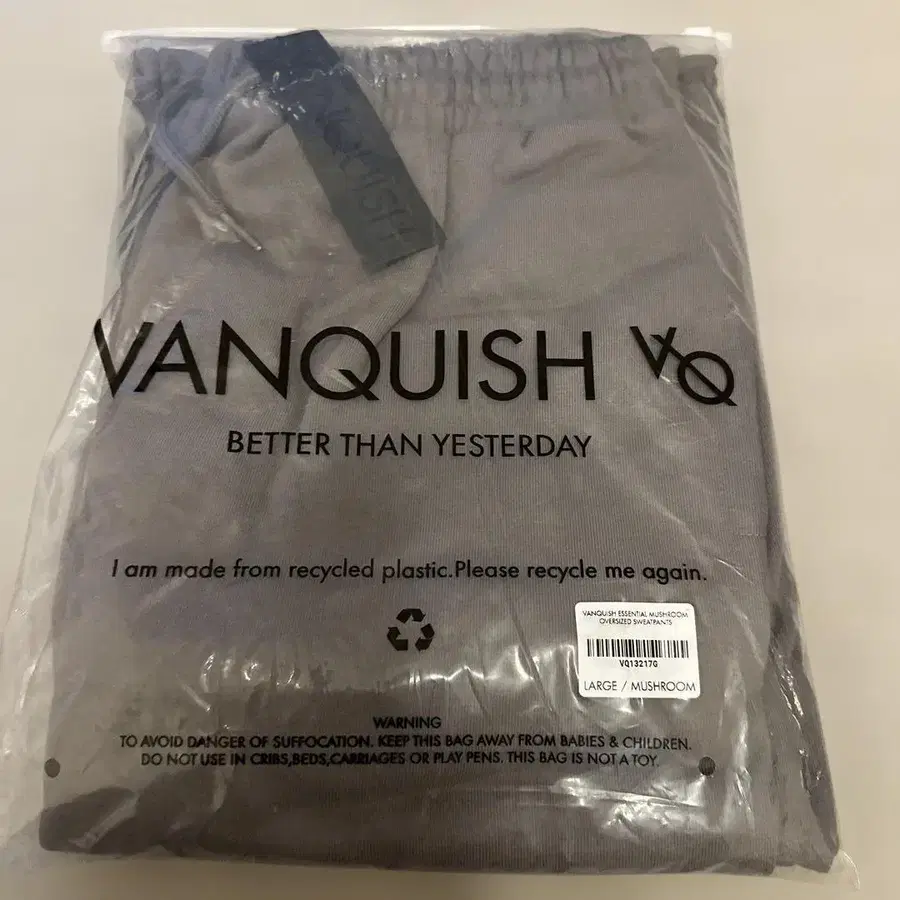 VANQUISH
VANQUISH VQ
BETTER THAN YESTERDAY
I am made from recycled plastic.Please recycle me again.
VANQUISH ESSENTIAL MUSHROOM
OVERSIZED SWEATPANTS
VQ13217G
LARGE / MUSHROOM
WARNING
TO AVOID DANGER OF SUFFOCATION. KEEP THIS BAG AWAY FROM BABIES & CHILDREN.
DO NOT USE IN CRIBS,BEDS,CARRIAGES OR PLAY PENS. THIS BAG IS NOT A TOY.